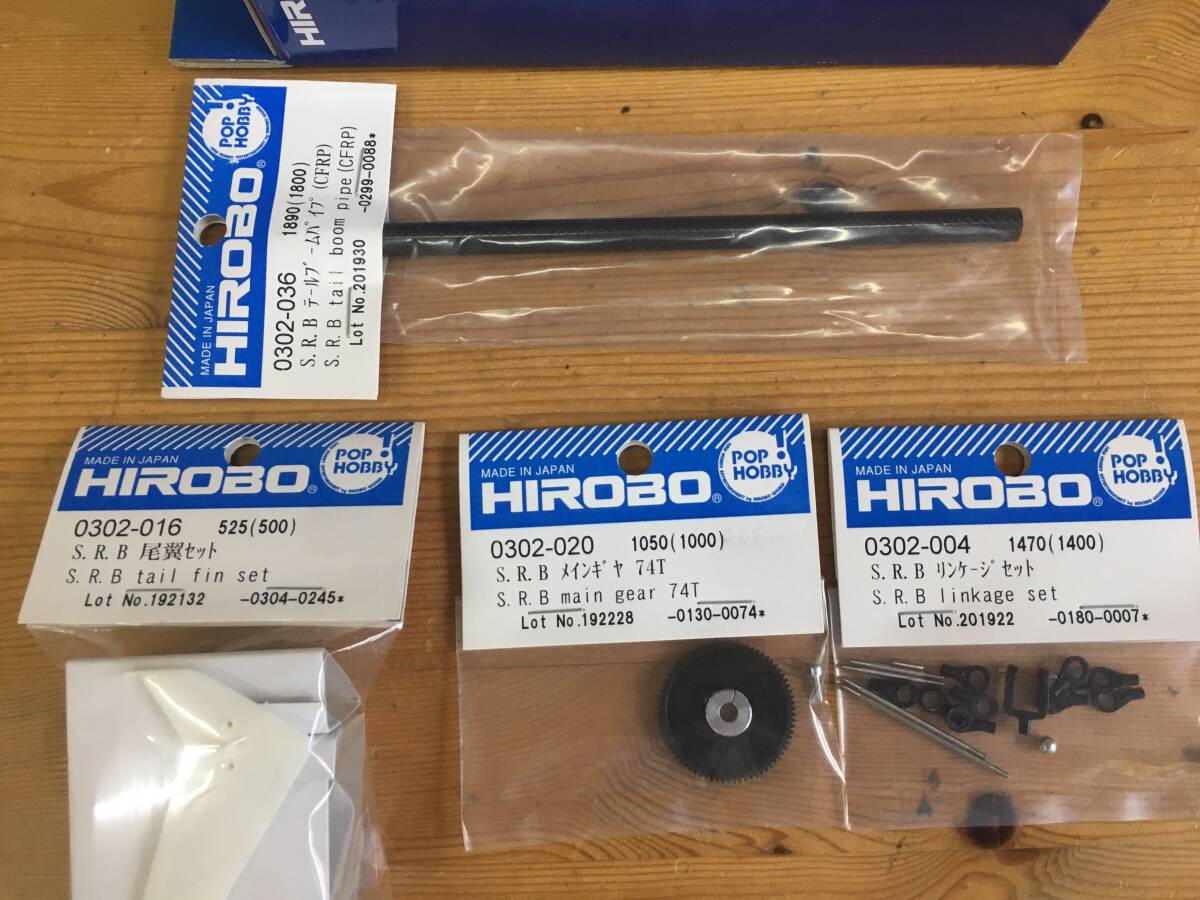 HIROBO
POP HOBBY
MADE IN JAPAN
HIROBO®
0302-036 1890(1800)
S.R.B テールブームパイプ(CFRP)
S.R.B tail boom pipe(CFRP)
Lot No.201930 -0299-0088*
MADE IN JAPAN
HIROBO®
POP HOBBY
0302-016 525(500)
S.R.B 尾翼セット
S.R.B tail fin set
Lot No.192132 -0304-0245*
MADE IN JAPAN
HIROBO®
POP HOBBY
0302-020 1050(1000)
S.R.B メインギヤ 74T
S.R.B main gear 74T
Lot No.192228 -0130-0074*
MADE IN JAPAN
HIROBO®
POP HOBBY
0302-004 1470(1400)
S.R.B リンケージセット
S.R.B linkage set
Lot No.201922 -0180-0007*